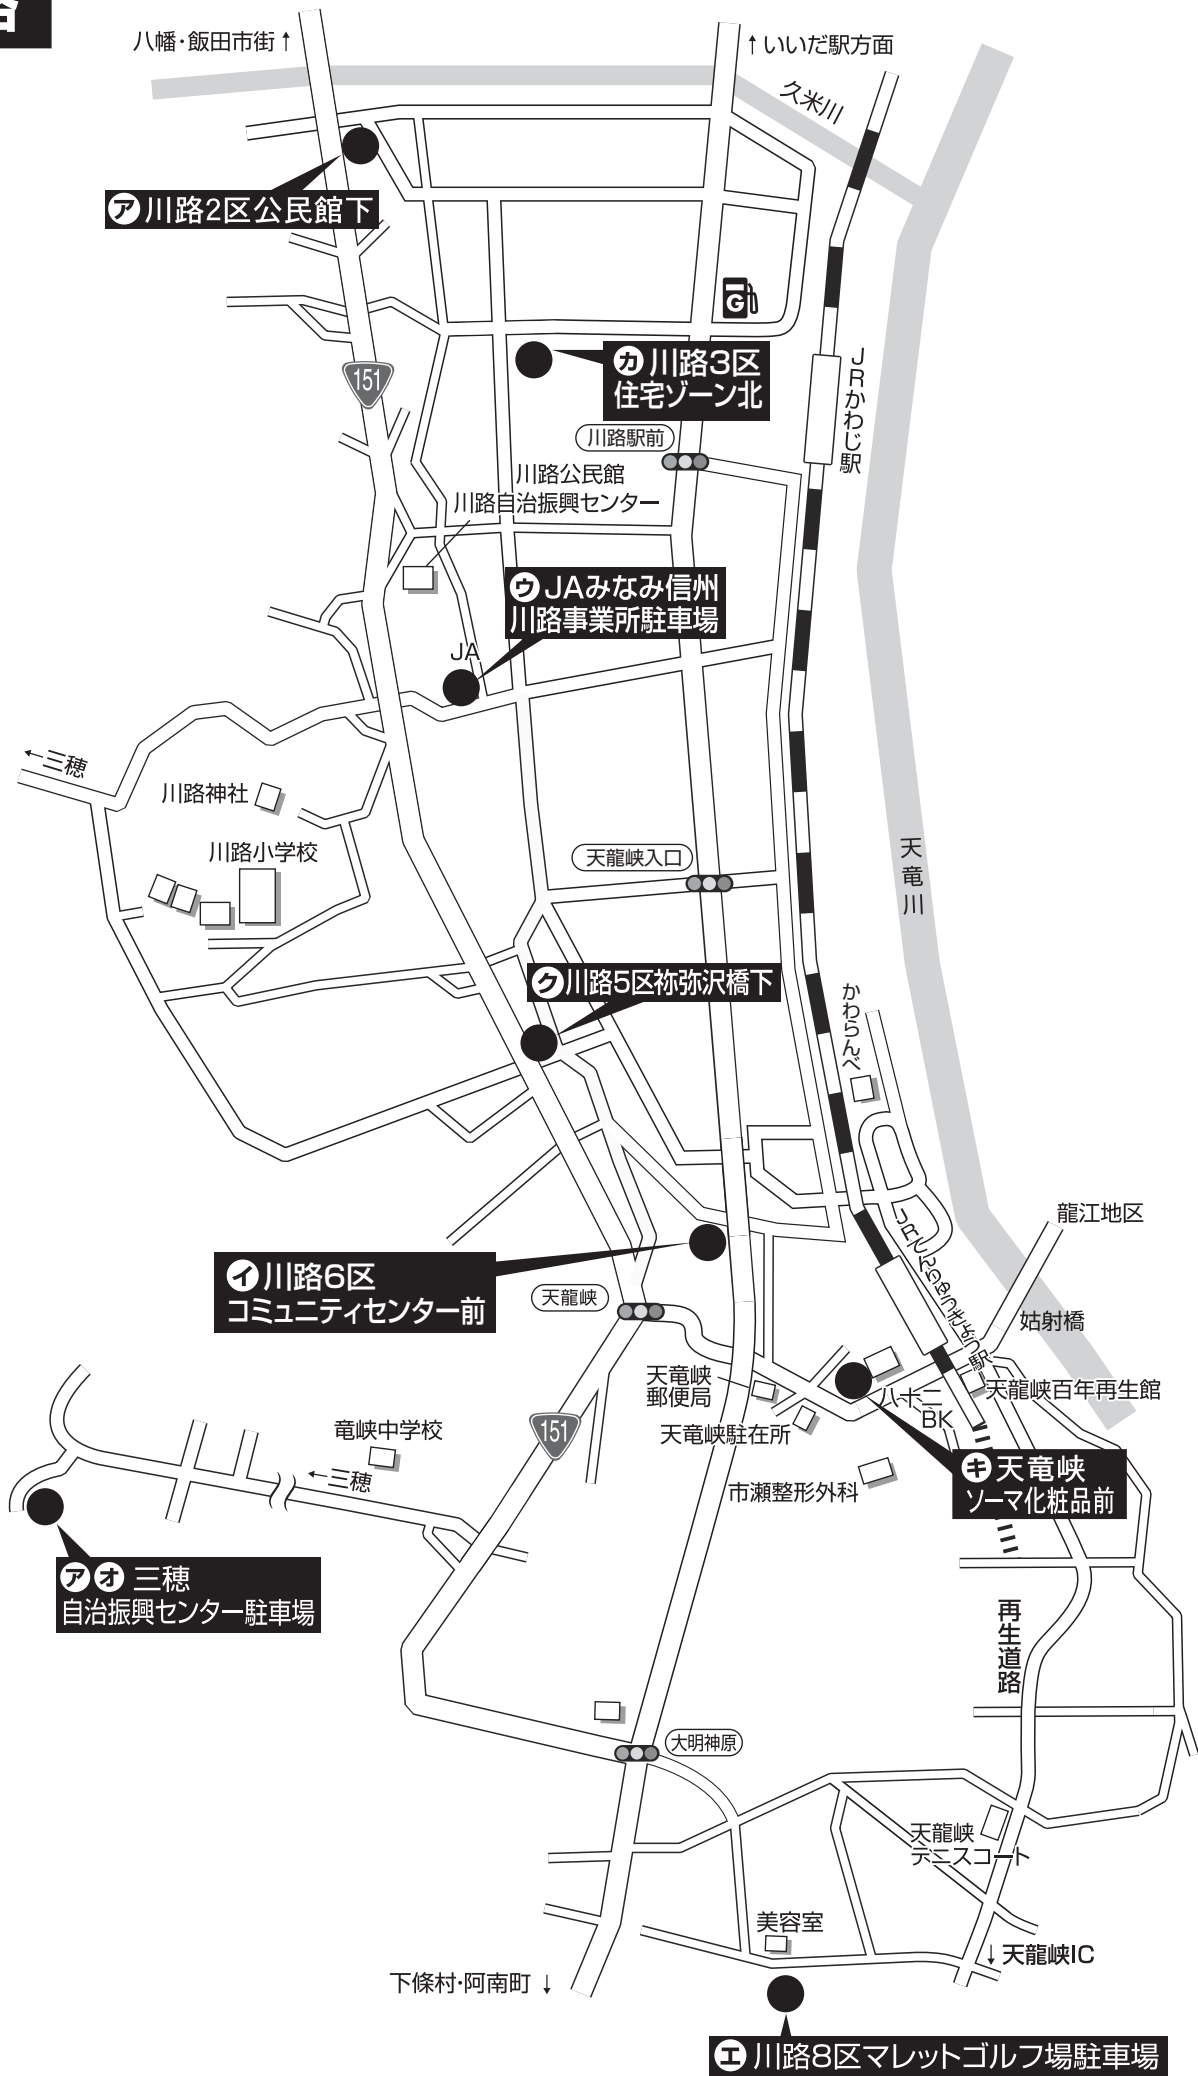 八幡・飯田市街↑
↑いいだ駅方面
久米川
ア川路2区公民館下
G
カ川路3区
住宅ゾーン北
151
JRかわじ駅
川路駅前
川路公民館
川路自治振興センター
ウJAみなみ信州
川路事業所駐車場
JA
←三穂
川路神社
川路小学校
天龍峡入口
天竜川
ク川路5区祢弥沢橋下
かわらんべ
龍江地区
JRてんりゅうきょう駅
イ川路6区
コミュニティセンター前
天龍峡
姑射橋
天竜峡
郵便局
天龍峡百年再生館
八十二
BK
天竜峡駐在所
151
竜峡中学校
←三穂
市瀬整形外科
キ天竜峡
ソーマ化粧品前
アオ三穂
自治振興センター駐車場
再生道路
大明神原
天龍峡
テニスコート
美容室
↓天龍峡IC
下條村・阿南町↓
エ川路8区マレットゴルフ場駐車場